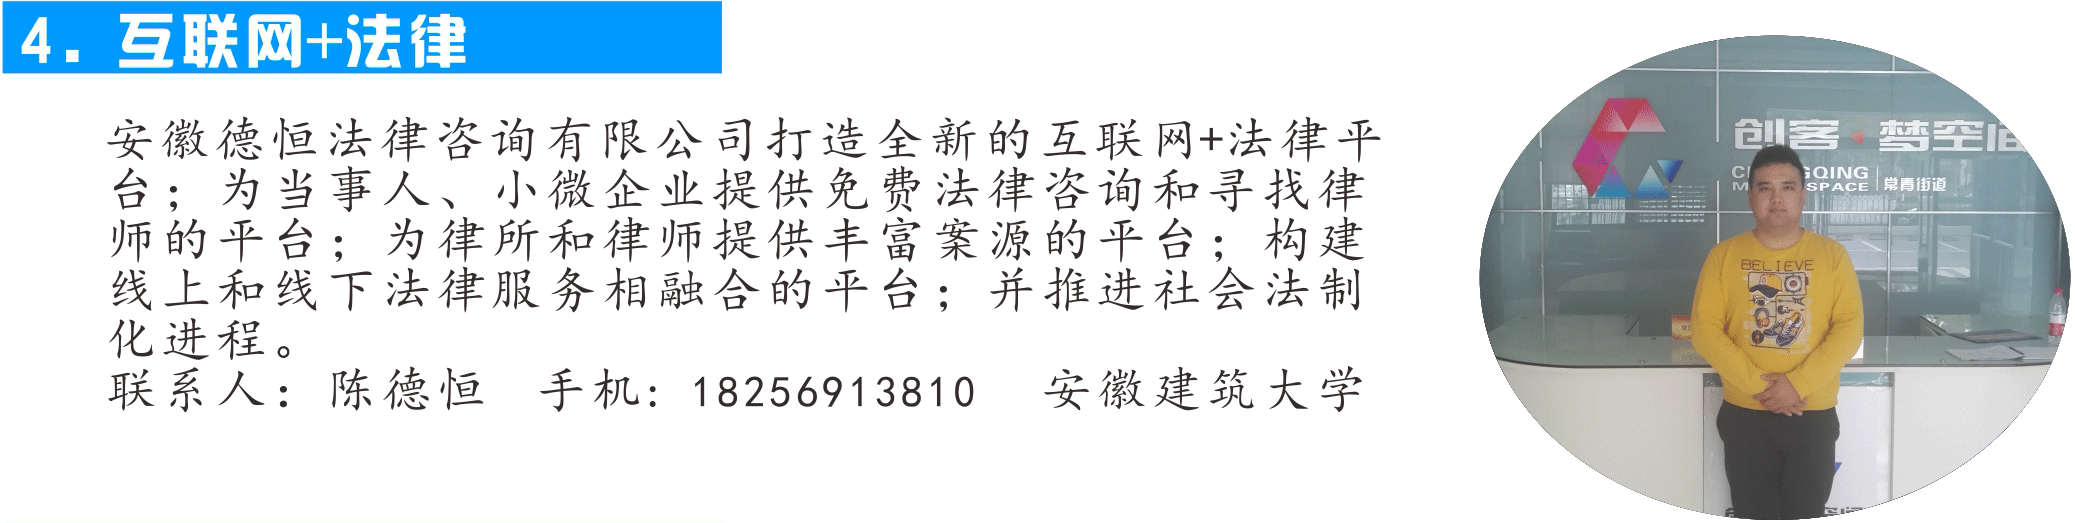 4. 互联网+法律
安徽德恒法律咨询有限公司打造全新的互联网+法律平
台；为当事人、小微企业提供免费法律咨询和寻找律
师的平台；为律所和律师提供丰富案源的平台；构建
线上和线下法律服务相融合的平台；并推进社会法制
化进程。
联系人：陈德恒 手机：18256913810 安徽建筑大学
创客 梦空
QING
SPACE 常青街道
BELIEVE